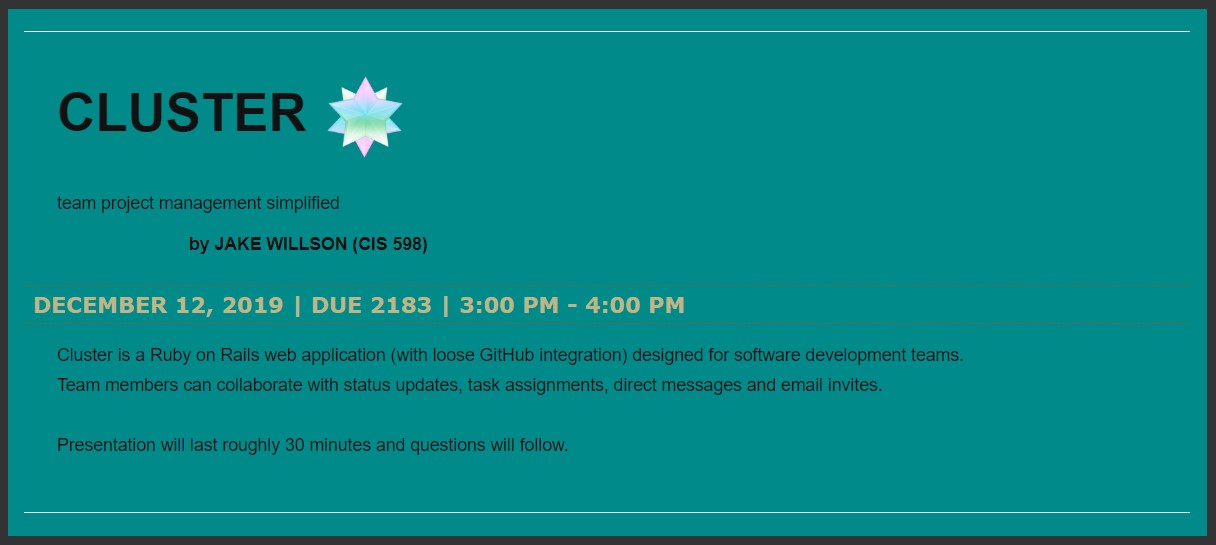 CLUSTER
team project management simplified
by JAKE WILLSON (CIS 598)
DECEMBER 12, 2019 | DUE 2183 | 3:00 PM - 4:00 PM
Cluster is a Ruby on Rails web application (with loose GitHub integration) designed for software development teams.
Team members can collaborate with status updates, task assignments, direct messages and email invites.
Presentation will last roughly 30 minutes and questions will follow.